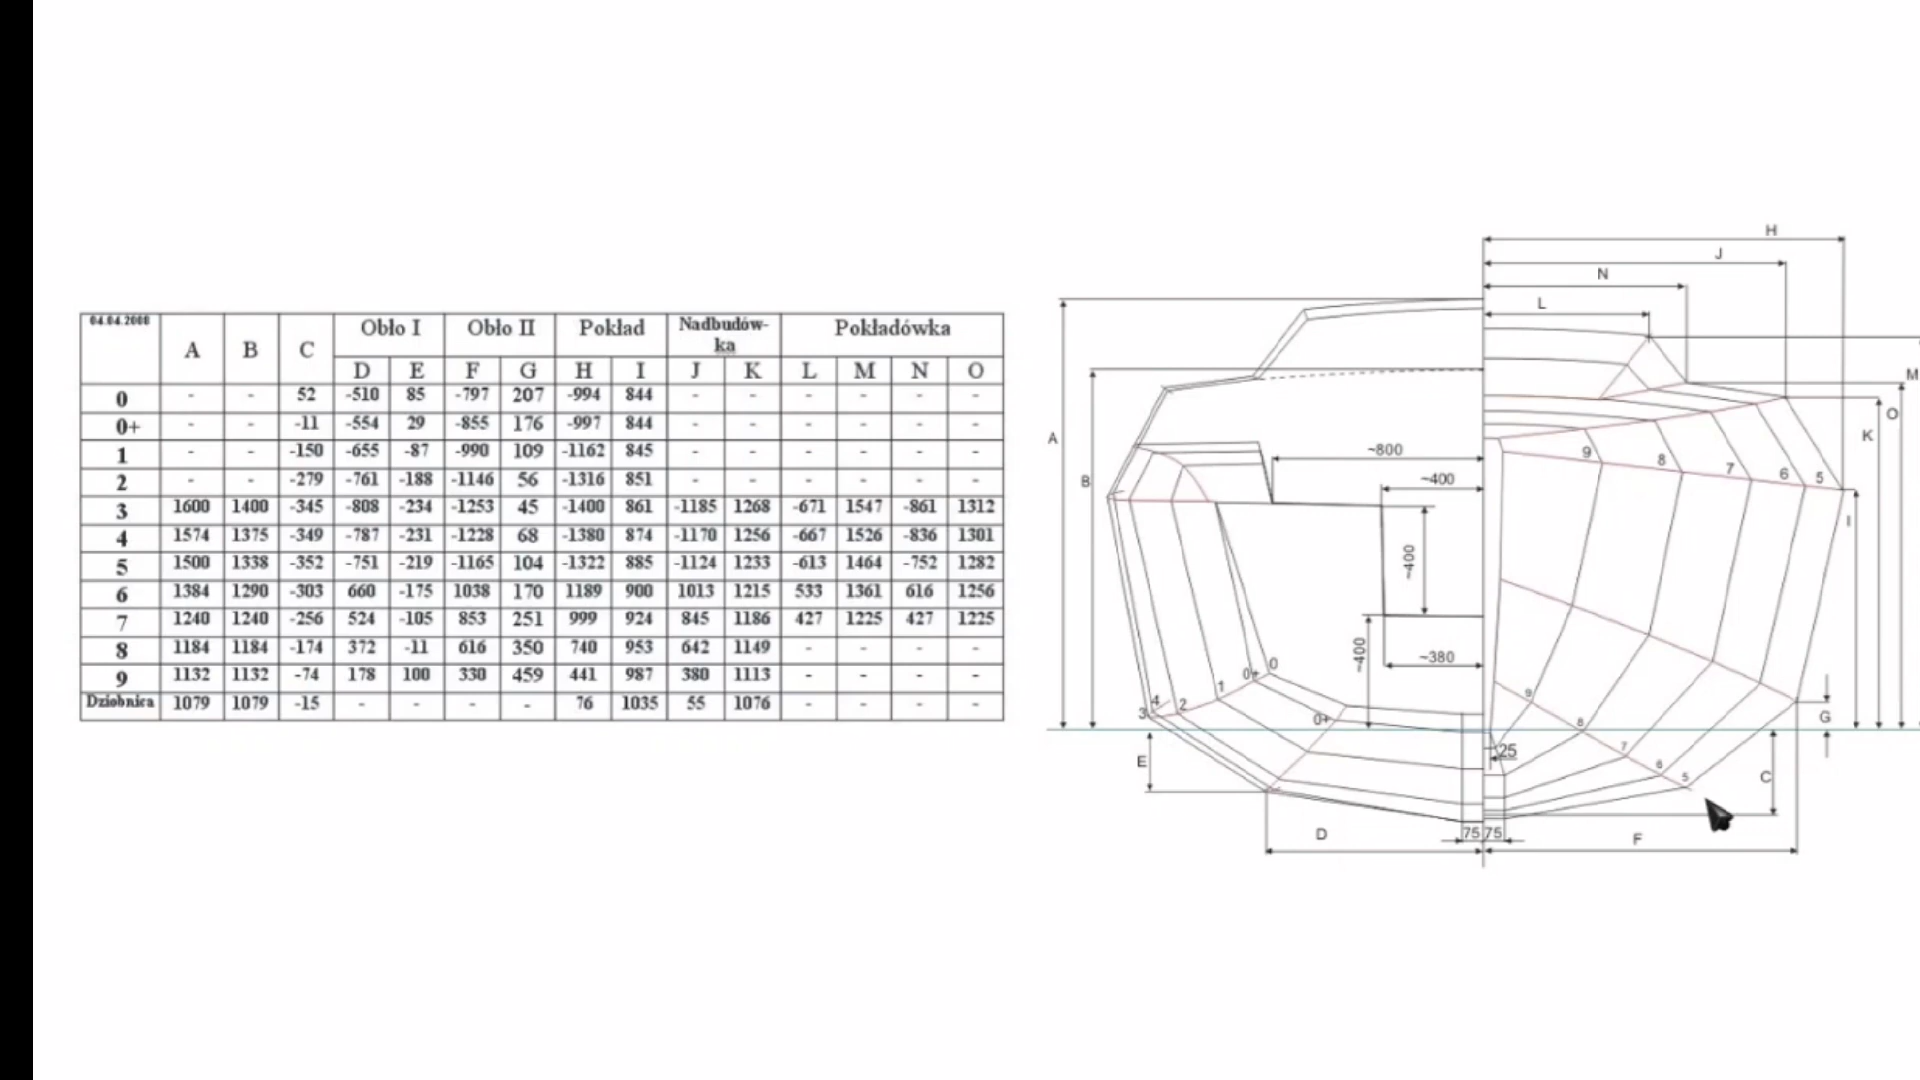 04.04.2008 A B C Obło I Obło II Pokład Nadbudów-ka Pokładówka
D E F G H I J K L M N O
0 - - 52 -510 85 -797 207 -994 844 - - - - - -
0+ - - -11 -554 29 -855 176 -997 844 - - - - - -
1 - - -150 -655 -87 -990 109 -1162 845 - - - - - -
2 - - -279 -761 -188 -1146 56 -1316 851 - - - - - -
3 1600 1400 -345 -808 -234 -1253 45 -1400 861 -1185 1268 -671 1547 -861 1312
4 1574 1375 -349 -787 -231 -1228 68 -1380 874 -1170 1256 -667 1526 -836 1301
5 1500 1338 -352 -751 -219 -1165 104 -1322 885 -1124 1233 -613 1464 -752 1282
6 1384 1290 -303 660 -175 1038 170 1189 900 1013 1215 533 1361 616 1256
7 1240 1240 -256 524 -105 853 251 999 924 845 1186 427 1225 427 1225
8 1184 1184 -174 372 -11 616 350 740 953 642 1149 - - - -
9 1132 1132 -74 178 100 330 459 441 987 380 1113 - - - -
Dziobnica 1079 1079 -15 - - - - 76 1035 55 1076 - - - -
H
J
N
L
M
O
A
K
~800
9 8 7 6 5
B
~400
I
~400
~400
~380
0
0+
1
4 2
3
0+
9
8
7
6
5
G
25
E
C
D
75 75
F